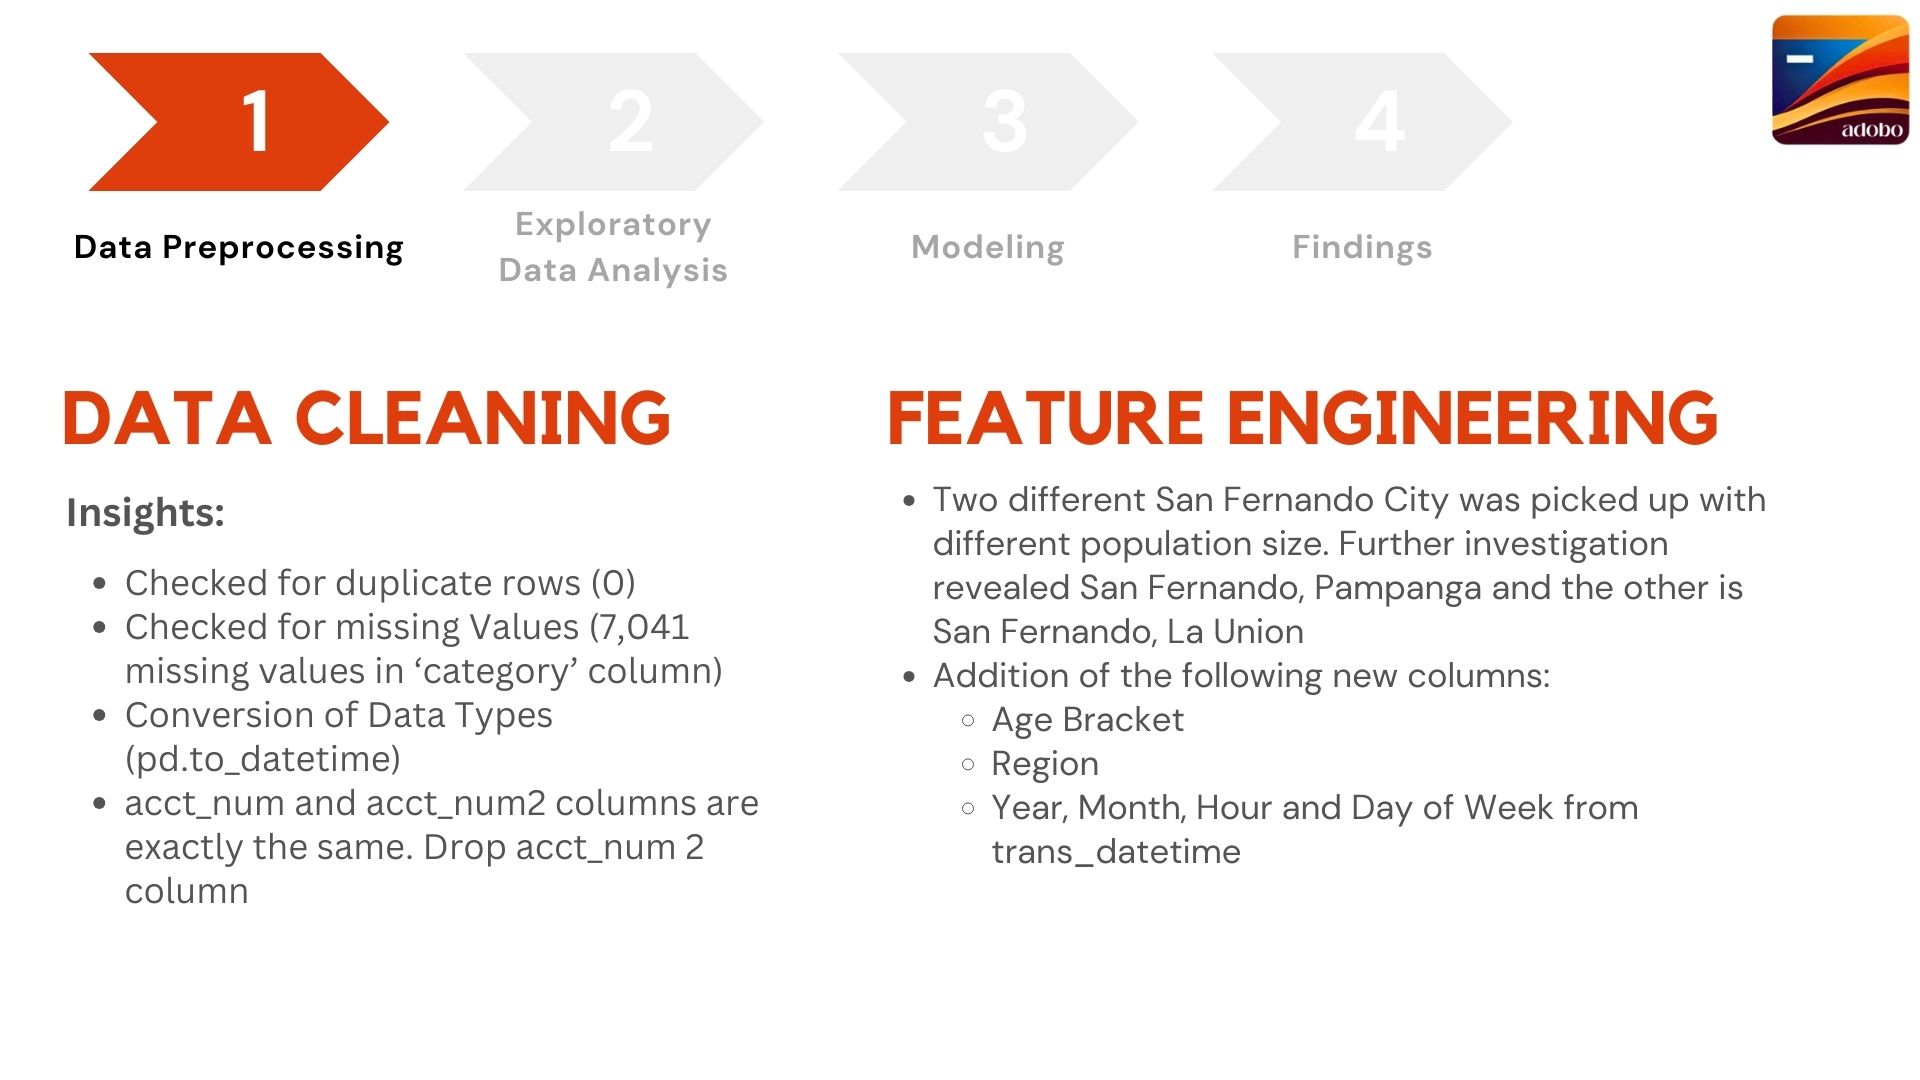 1
2
3
4
adobo
Data Preprocessing
Exploratory
Data Analysis
Modeling
Findings
DATA CLEANING
Insights:
• Checked for duplicate rows (0)
• Checked for missing Values (7,041
missing values in ‘category’ column)
• Conversion of Data Types
(pd.to_datetime)
• acct_num and acct_num2 columns are
exactly the same. Drop acct_num 2
column
FEATURE ENGINEERING
• Two different San Fernando City was picked up with
different population size. Further investigation
revealed San Fernando, Pampanga and the other is
San Fernando, La Union
• Addition of the following new columns:
◦ Age Bracket
◦ Region
◦ Year, Month, Hour and Day of Week from
trans_datetime